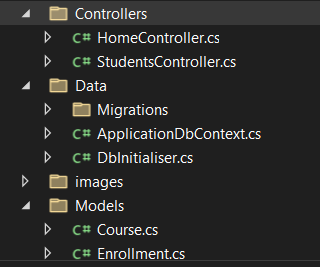 Controllers
C# HomeController.cs
C# StudentsController.cs
Data
Migrations
C# ApplicationDbContext.cs
C# DbInitialiser.cs
images
Models
C# Course.cs
C# Enrollment.cs